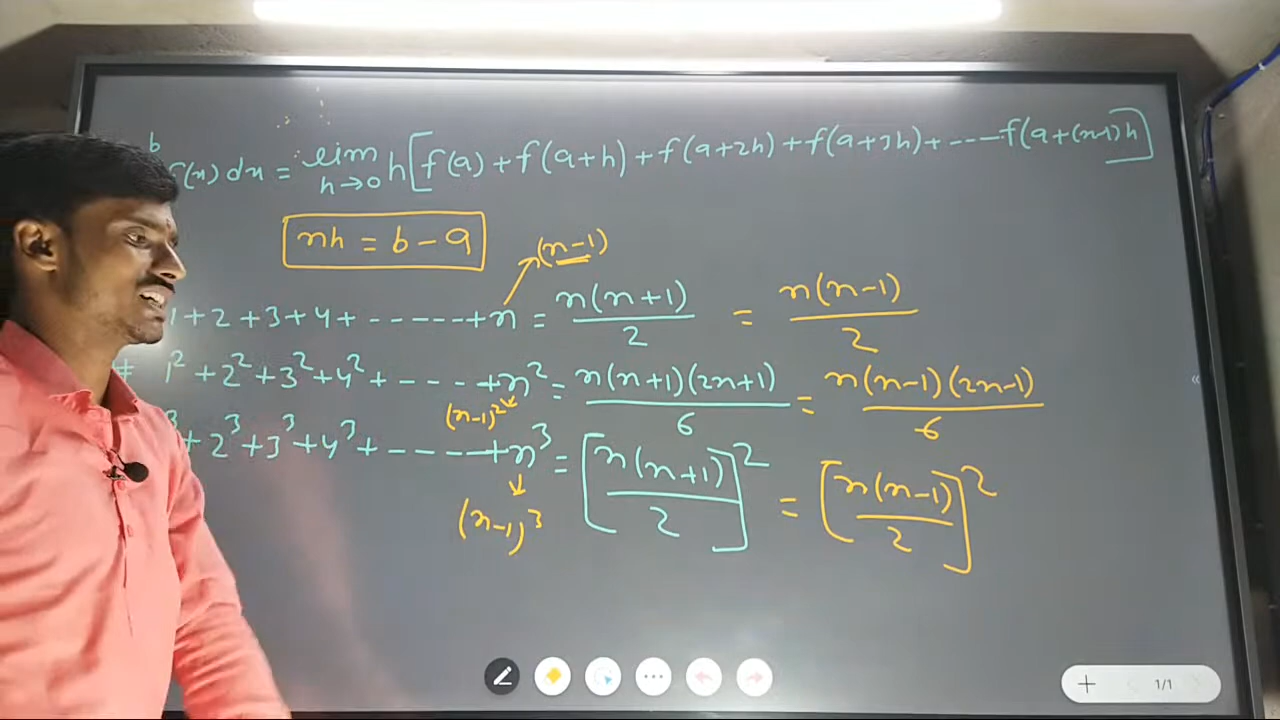 b
f(x) dx = lim h→0 h[f(a) + f(a+h) + f(a+2h) + f(a+3h) + ----- f(a+(n-1)h]
nh = b - a
(n-1)
1 + 2 + 3 + 4 + ------ + n = n(n+1)/2 = n(n-1)/2
1² + 2² + 3² + 4² + ---- + n² = n(n+1)(2n+1)/6 = n(n-1)(2n-1)/6
(n-1)²
³ + 2³ + 3³ + 4³ + ----- + n³ = [n(n+1)/2]² = [n(n-1)/2]²
(n-1)³
1/1